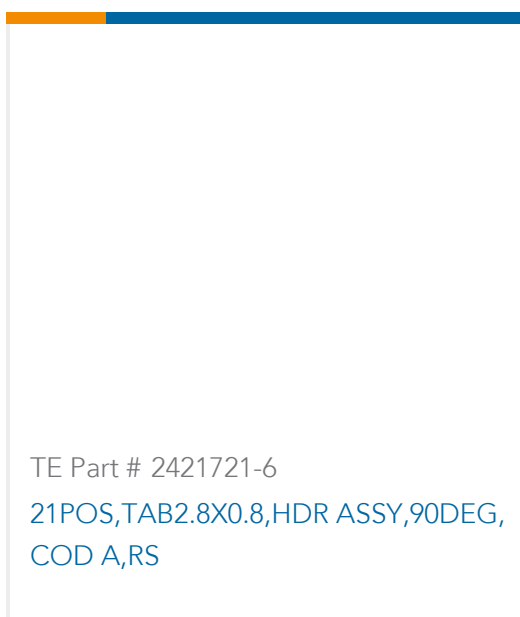 TE Part # 2421721-6
21POS,TAB2.8X0.8,HDR ASSY,90DEG,
COD A,RS